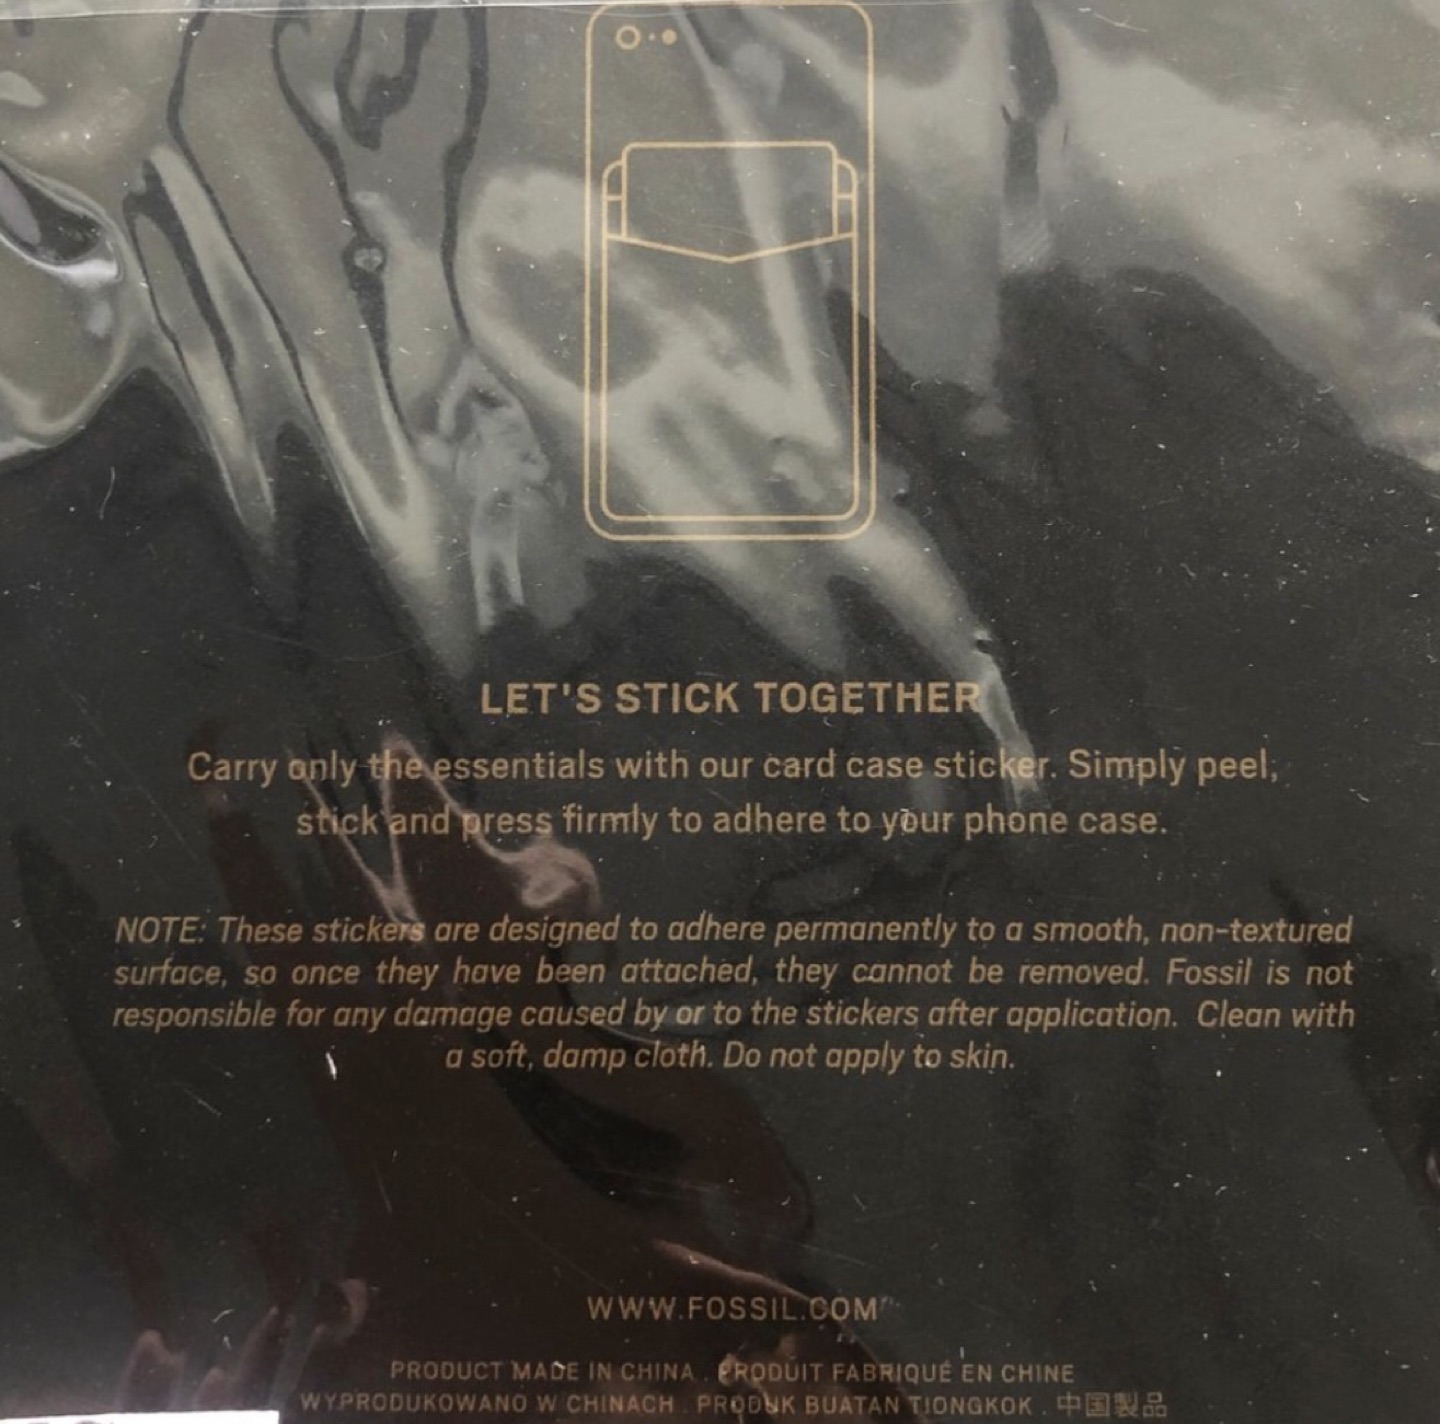 LET'S STICK TOGETHER
Carry only the essentials with our card case sticker. Simply peel,
stick and press firmly to adhere to your phone case.
NOTE: These stickers are designed to adhere permanently to a smooth, non-textured
surface, so once they have been attached, they cannot be removed. Fossil is not
responsible for any damage caused by or to the stickers after application. Clean with
a soft, damp cloth. Do not apply to skin.
WWW.FOSSIL.COM
PRODUCT MADE IN CHINA . PRODUIT FABRIQUÉ EN CHINE
WYPRODUKOWANO W CHINACH . PRODUK BUATAN TIONGKOK . 中国製品